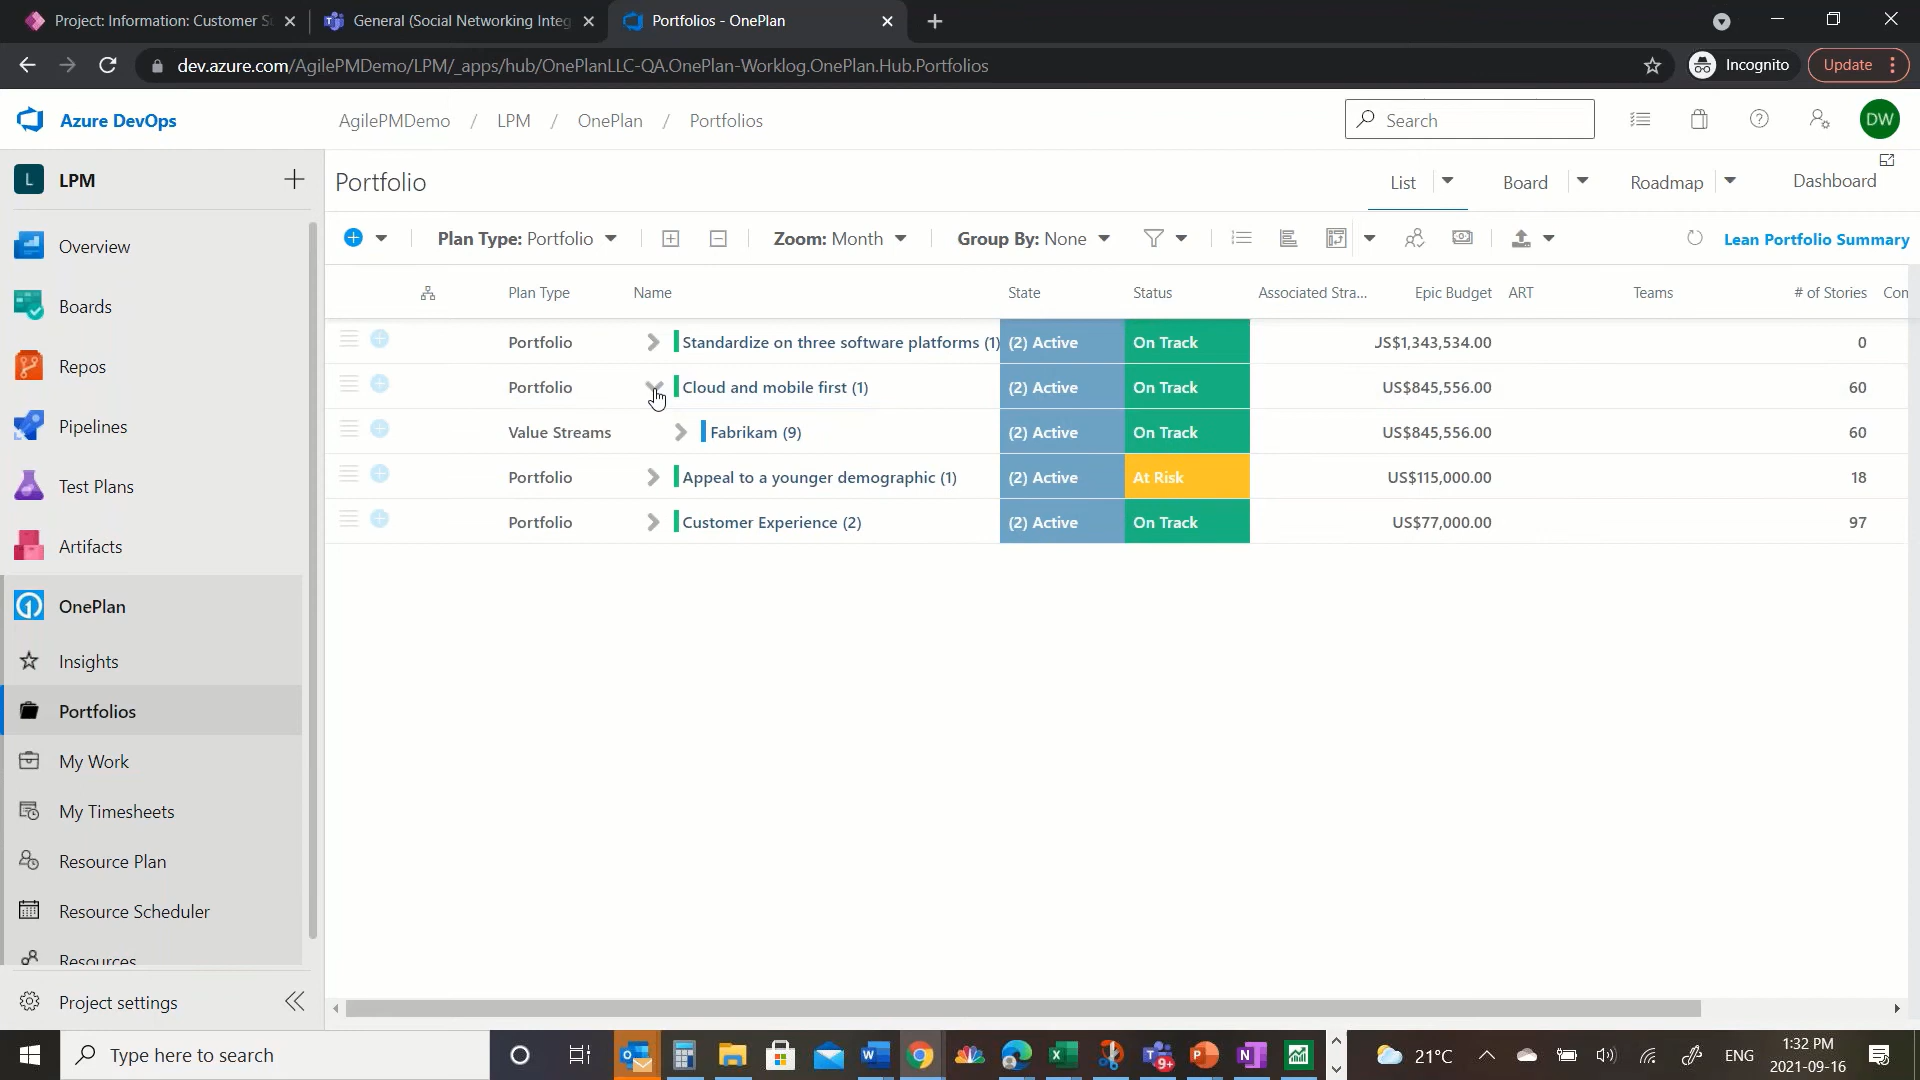 Project: Information: Customer S
General (Social Networking Integ
Portfolios - OnePlan
dev.azure.com/AgilePMDemo/LPM/_apps/hub/OnePlanLLC-QA.OnePlan-Worklog.OnePlan.Hub.Portfolios
Incognito
Update
Azure DevOps
AgilePMDemo / LPM / OnePlan / Portfolios
Search
DW
L LPM
Portfolio
List
Board
Roadmap
Dashboard
Plan Type: Portfolio
Zoom: Month
Group By: None
Lean Portfolio Summary
Plan Type Name State Status Associated Stra... Epic Budget ART Teams # of Stories Con
Portfolio Standardize on three software platforms (1) (2) Active On Track JS$1,343,534.00 0
Portfolio Cloud and mobile first (1) (2) Active On Track US$845,556.00 60
Value Streams Fabrikam (9) (2) Active On Track US$845,556.00 60
Portfolio Appeal to a younger demographic (1) (2) Active At Risk US$115,000.00 18
Portfolio Customer Experience (2) (2) Active On Track US$77,000.00 97
Overview
Boards
Repos
Pipelines
Test Plans
Artifacts
OnePlan
Insights
Portfolios
My Work
My Timesheets
Resource Plan
Resource Scheduler
Resources
Project settings
Type here to search
9+
21°C
ENG
1:32 PM
2021-09-16